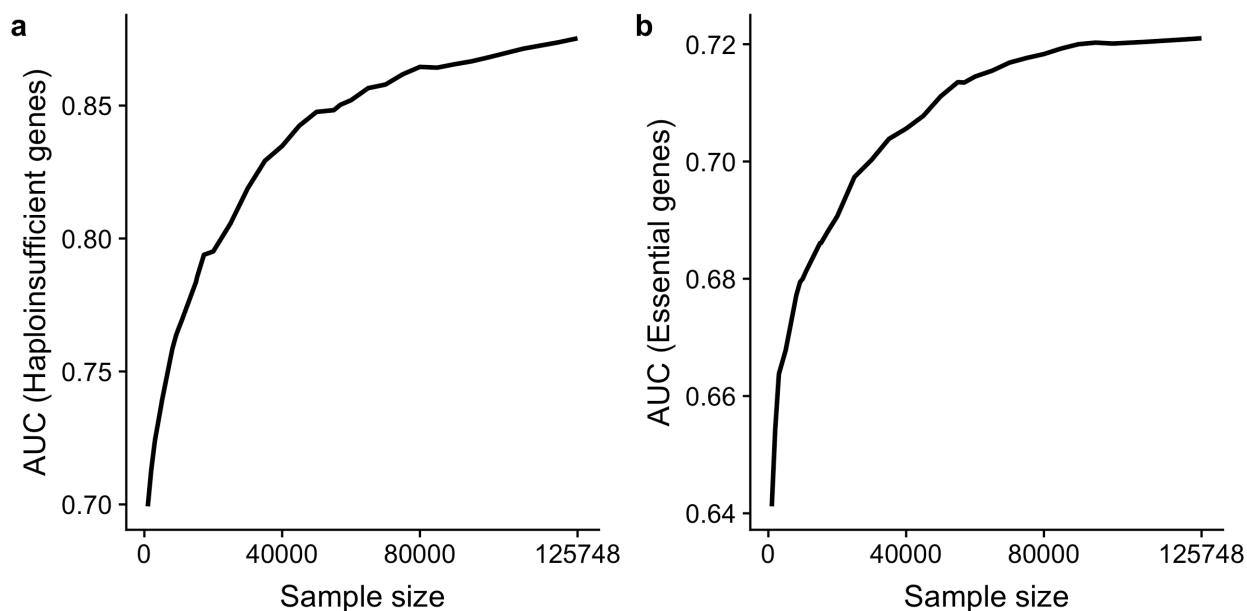 a
AUC (Haploinsufficient genes)
0.85
0.80
0.75
0.70
0 40000 80000 125748
Sample size
b
AUC (Essential genes)
0.72
0.70
0.68
0.66
0.64
0 40000 80000 125748
Sample size